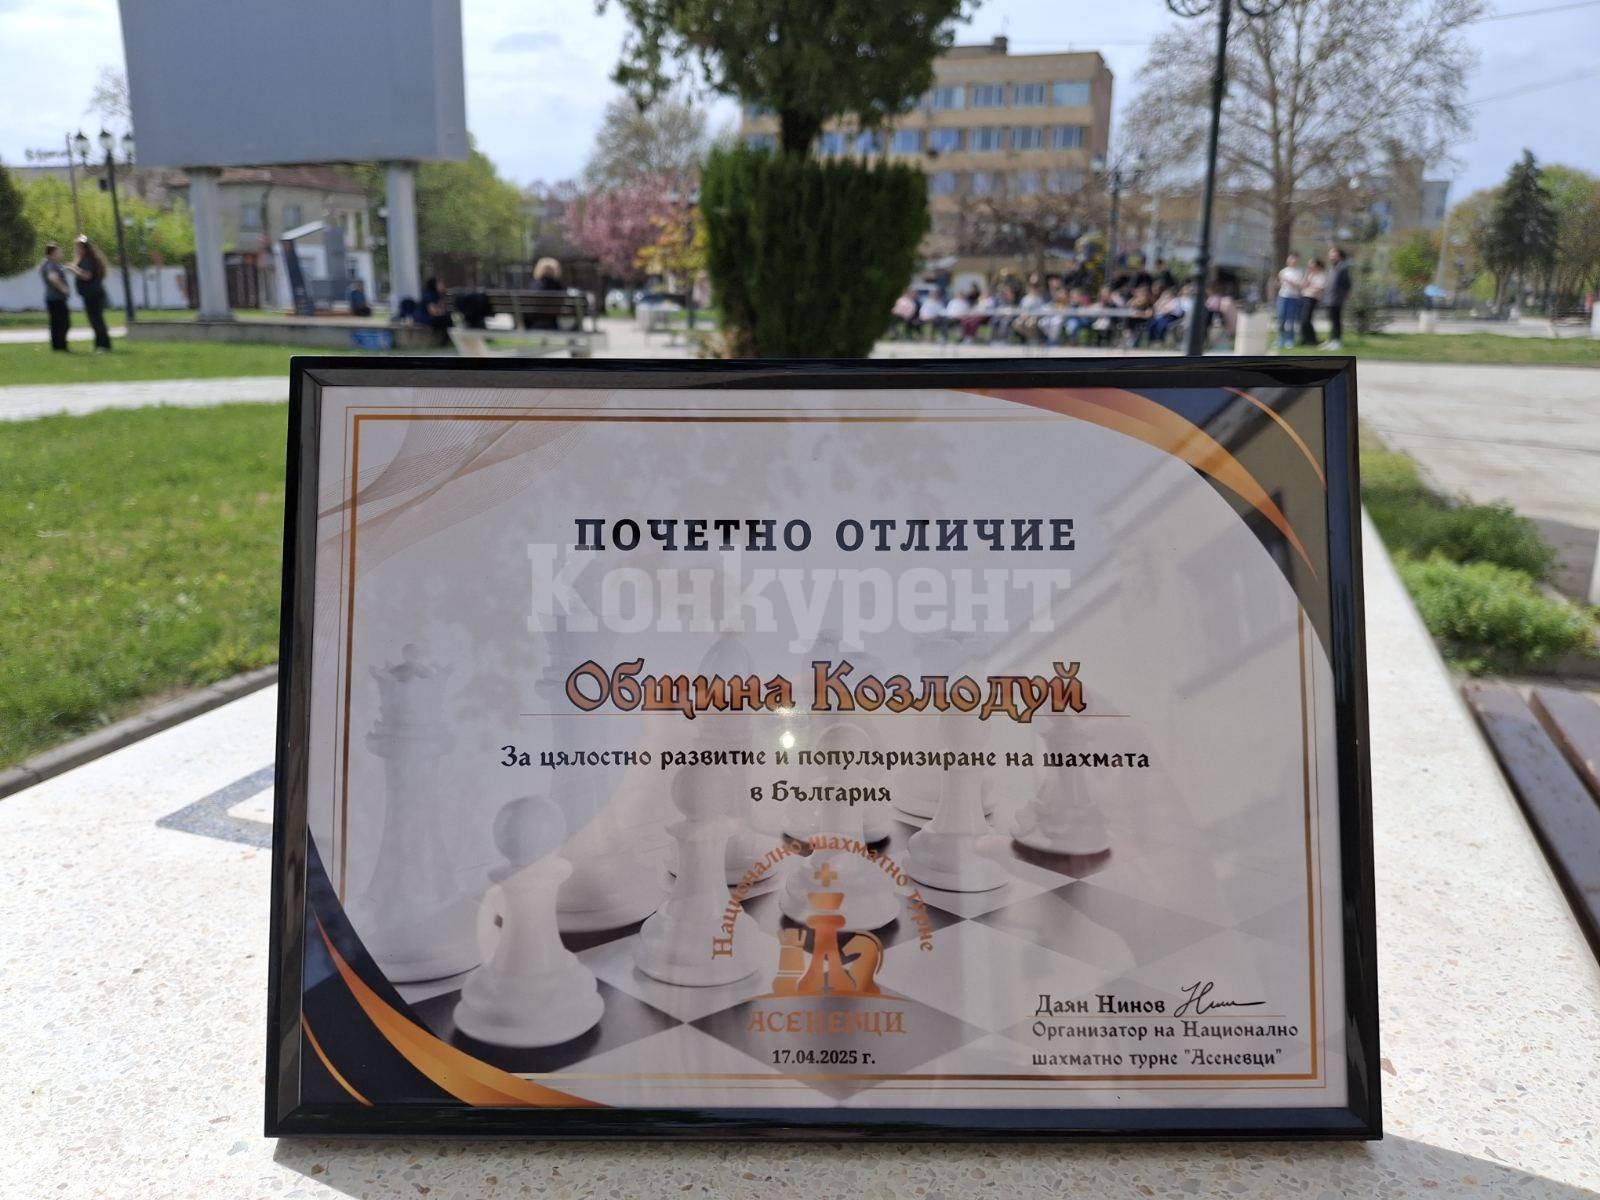 ПОЧЕТНО ОТЛИЧИЕ
Конкурент
Община Козлодуй
За цялостно развитие и популяризиране на шахмата
в България
Национално шахматно турне
АСЕНЕВЦИ
17.04.2025 г.
Даян Нинов
Организатор на Национално
шахматно турне "Асеневци"